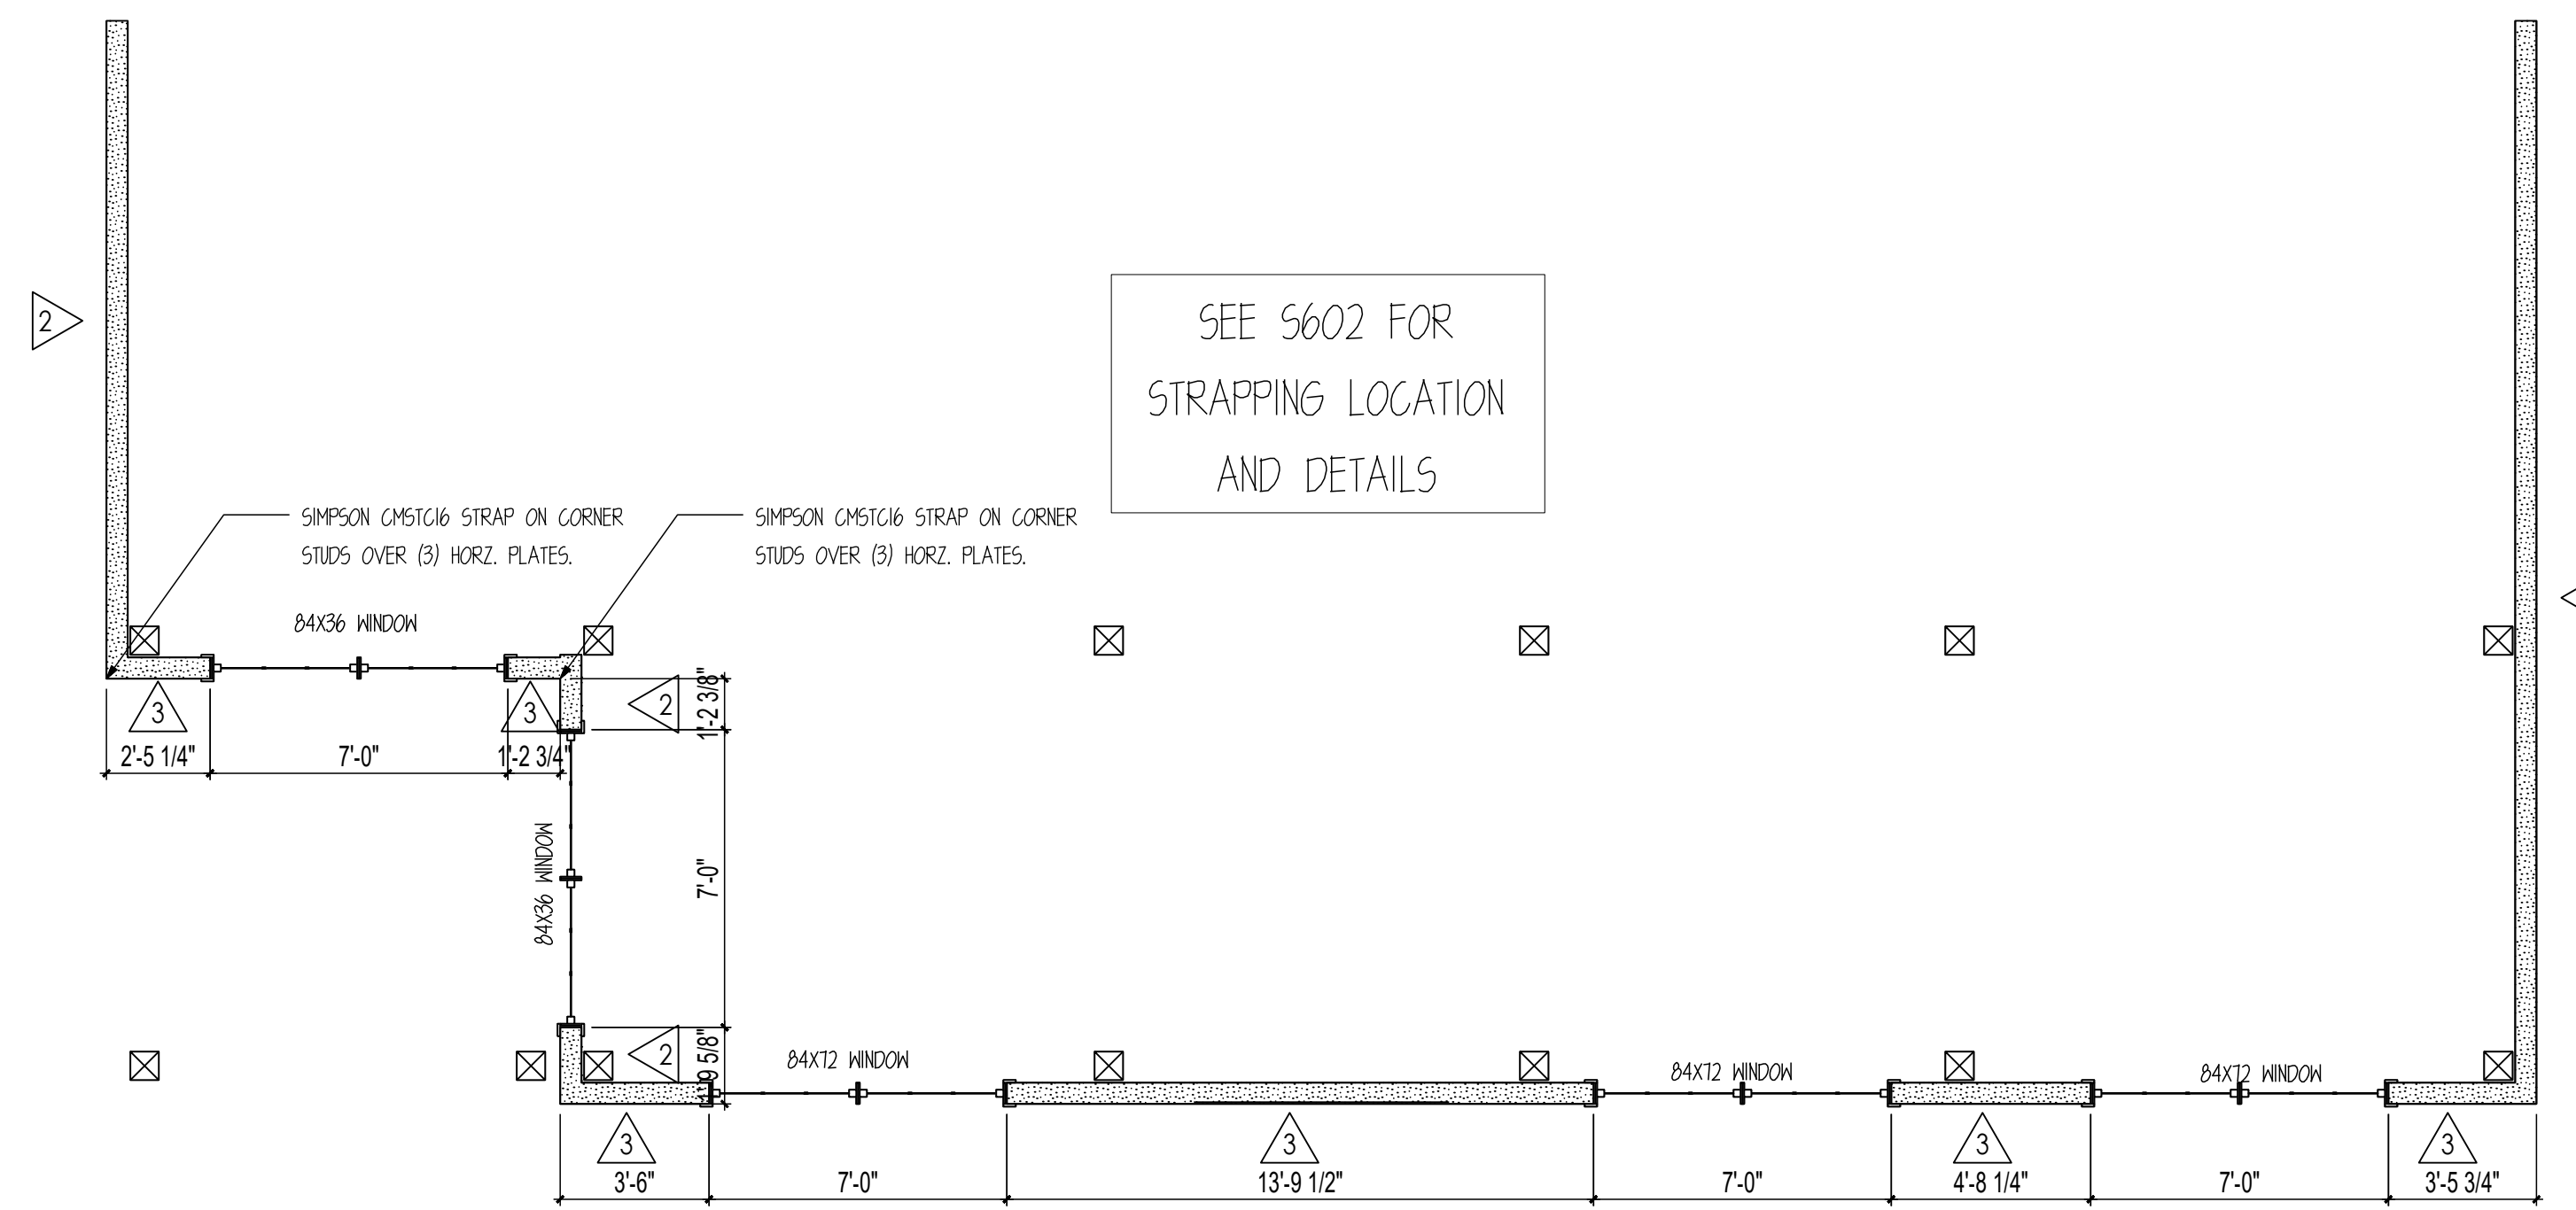 SEE S602 FOR
STRAPPING LOCATION
AND DETAILS
2
SIMPSON CMSTC16 STRAP ON CORNER
STUDS OVER (3) HORZ. PLATES.
SIMPSON CMSTC16 STRAP ON CORNER
STUDS OVER (3) HORZ. PLATES.
84X36 WINDOW
3
3
2
1'-2 3/8"
2'-5 1/4"
7'-0"
1'-2 3/4"
84X36 WINDOW
7'-0"
2
9 5/8"
84X72 WINDOW
84X72 WINDOW
84X72 WINDOW
3
3
3
3
3'-6"
7'-0"
13'-9 1/2"
7'-0"
4'-8 1/4"
7'-0"
3'-5 3/4"